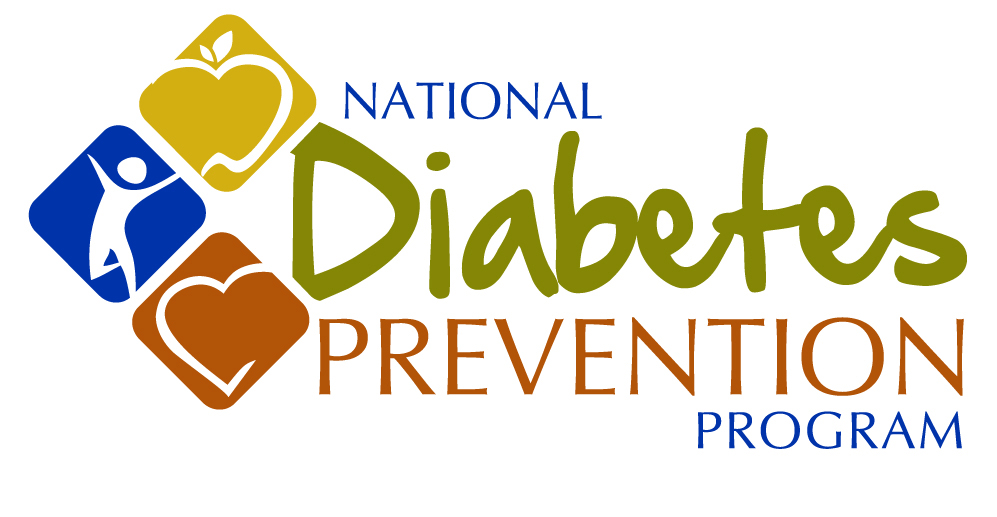 NATIONAL
Diabetes
PREVENTION
PROGRAM